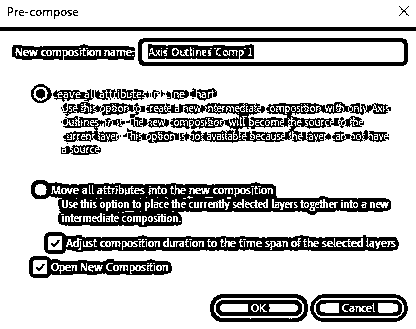 Pre-compose
New composition name: Axis Outlines Comp 1
Leave all attributes in 'Line Chart'
Use this option to create a new intermediate composition with only Axis
Outlines in it. The new composition will become the source to the
current layer. This option is not available because the layer can not have
a source.
Move all attributes into the new composition
Use this option to place the currently selected layers together into a new
intermediate composition.
Adjust composition duration to the time span of the selected layers
Open New Composition
OK Cancel